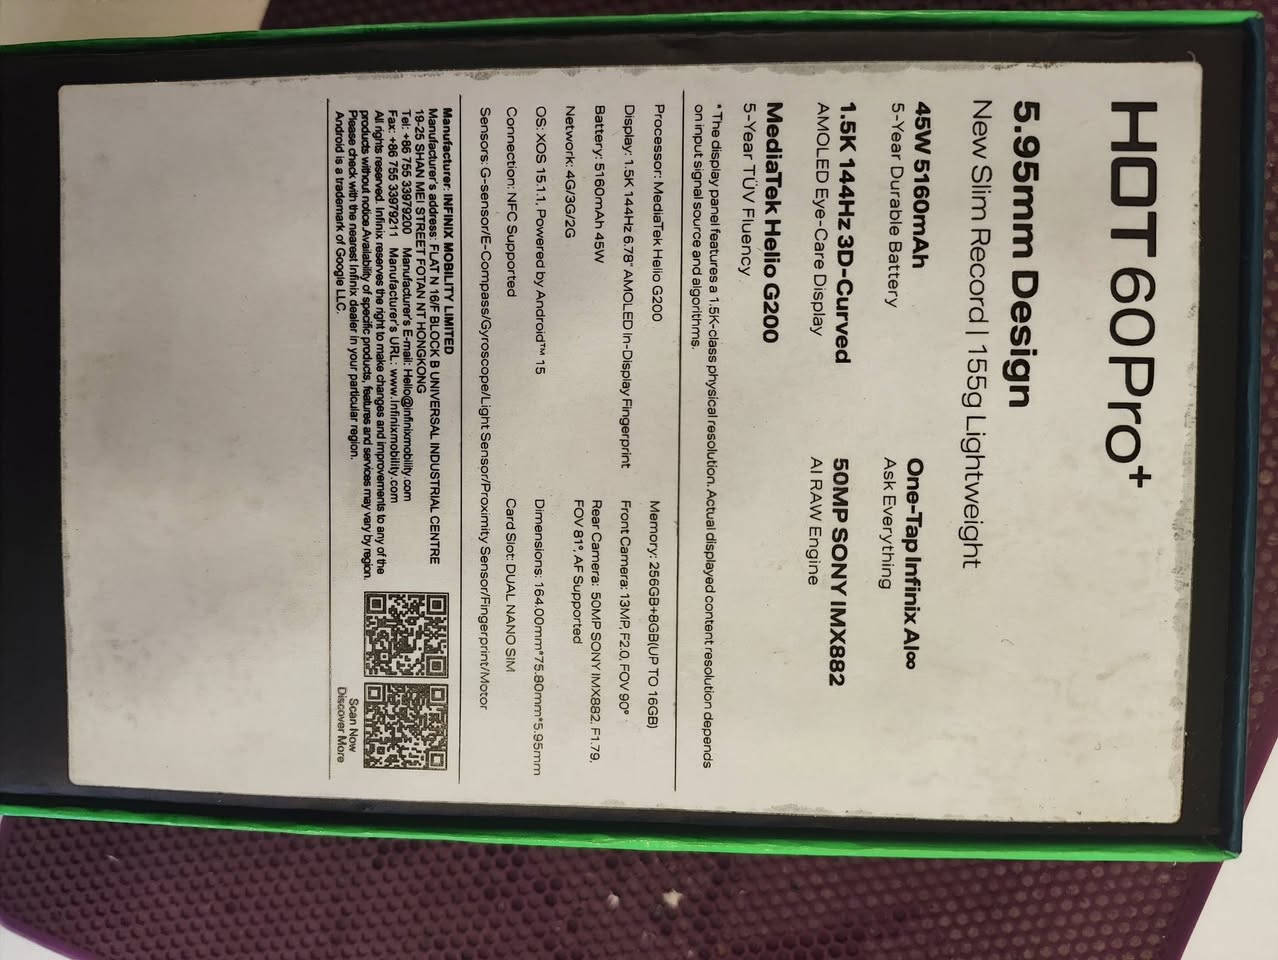 HOT 60 Pro+
5.95mm Design
New Slim Record | 155g Lightweight
45W 5160mAh
5-Year Durable Battery
One-Tap Infinix AI∞
Ask Everything
1.5K 144Hz 3D-Curved
AMOLED Eye-Care Display
50MP SONY IMX882
AI RAW Engine
MediaTek Helio G200
5-Year TÜV Fluency
* The display panel features a 1.5K-class physical resolution. Actual displayed content resolution depends
on input signal source and algorithms.
Processor: MediaTek Helio G200
Memory: 256GB+8GB(UP TO 16GB)
Display: 1.5K 144Hz 6.78" AMOLED In-Display Fingerprint
Front Camera: 13MP, F2.0, FOV 90°
Battery: 5160mAh 45W
Rear Camera: 50MP SONY IMX882, F1.79,
FOV 81°, AF Supported
Network: 4G/3G/2G
OS: XOS 15.1.1, Powered by Android™ 15
Dimensions: 164.00mm*75.80mm*5.95mm
Connection: NFC Supported
Card Slot: DUAL NANO SIM
Sensors: G-sensor/E-Compass/Gyroscope/Light Sensor/Proximity Sensor/Fingerprint/Motor
Manufacturer: INFINIX MOBILITY LIMITED
Manufacturer's address: FLAT N 16/F BLOCK B UNIVERSAL INDUSTRIAL CENTRE
19-25 SHAN MEI STREET FOTAN NT HONGKONG
Tel: +86 755 33979200 Manufacturer's E-mail: Hello@infinixmobility.com
Fax: +86 755 33979211 Manufacturer's URL: www.infinixmobility.com
All rights reserved. Infinix reserves the right to make changes and improvements to any of the
products without notice.Availability of specific products, features and services may vary by region.
Please check with the nearest Infinix dealer in your particular region.
Android is a trademark of Google LLC.
Scan Now
Discover More